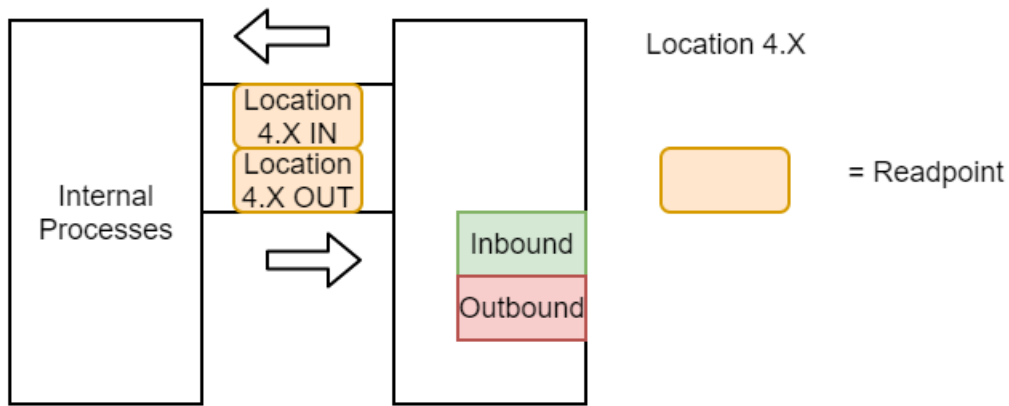 Location 4.X
Location
4.X IN
Location
4.X OUT
= Readpoint
Internal
Processes
Inbound
Outbound